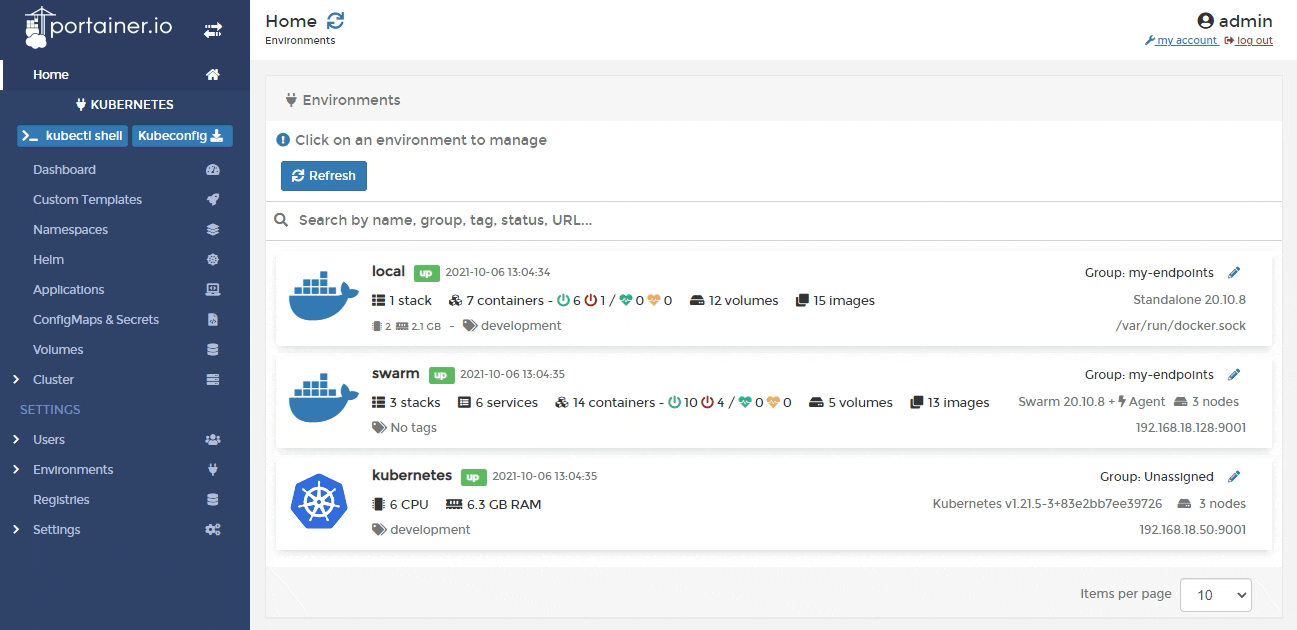 portainer.io
Home
KUBERNETES
kubectl shell Kubeconfig
Dashboard
Custom Templates
Namespaces
Helm
Applications
ConfigMaps & Secrets
Volumes
Cluster
SETTINGS
Users
Environments
Registries
Settings
Home
Environments
admin
my account log out
Environments
Click on an environment to manage
Refresh
Search by name, group, tag, status, URL...
local up 2021-10-06 13:04:34 Group: my-endpoints
1 stack 7 containers - 6 1 / 0 0 12 volumes 15 images Standalone 20.10.8
2 2.1 GB - development /var/run/docker.sock
swarm up 2021-10-06 13:04:35 Group: my-endpoints
3 stacks 6 services 14 containers - 10 4 / 0 0 5 volumes 13 images Swarm 20.10.8 + Agent 3 nodes
No tags 192.168.18.128:9001
kubernetes up 2021-10-06 13:04:35 Group: Unassigned
6 CPU 6.3 GB RAM Kubernetes v1.21.5-3+83e2bb7ee39726 3 nodes
development 192.168.18.50:9001
Items per page 10